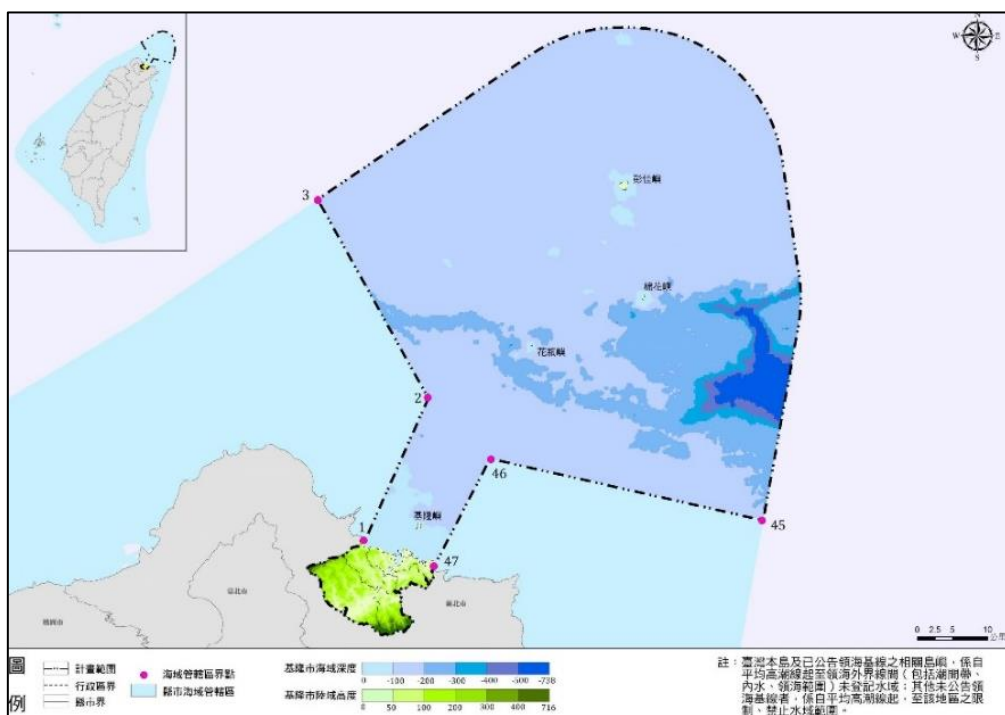 N
W
E
S
3
彭佳嶼
棉花嶼
花瓶嶼
2
46
45
基隆嶼
1
47
臺北市
新北市
桃園市
0 2.5 5 10
公里
圖
例
計畫範圍
行政區界
縣市界
海域管轄區界點
縣市海域管轄區
基隆市海域深度
0 -100 -200 -300 -400 -500 -600 -738
基隆市陸域高度
0 50 100 200 300 400 716
註：臺灣本島及已公告領海基線之相關島嶼，係自
平均高潮線起至領海外界線間（包括潮間帶、
內水、領海範圍）未登記水域；其他未公告領
海基線者，係自平均高潮線起，至該地區之限
制、禁止水域範圍。